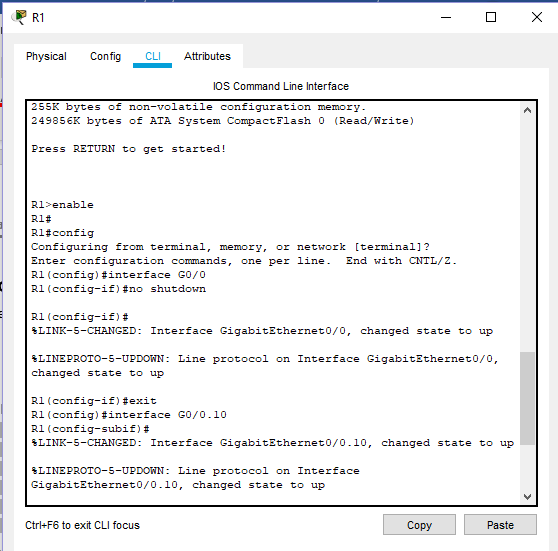 R1
Physical Config CLI Attributes
IOS Command Line Interface
255K bytes of non-volatile configuration memory.
249856K bytes of ATA System CompactFlash 0 (Read/Write)
Press RETURN to get started!
R1>enable
R1#
R1#config
Configuring from terminal, memory, or network [terminal]?
Enter configuration commands, one per line.  End with CNTL/Z.
R1(config)#interface G0/0
R1(config-if)#no shutdown
R1(config-if)#
%LINK-5-CHANGED: Interface GigabitEthernet0/0, changed state to up
%LINEPROTO-5-UPDOWN: Line protocol on Interface GigabitEthernet0/0,
changed state to up
R1(config-if)#exit
R1(config)#interface G0/0.10
R1(config-subif)#
%LINK-5-CHANGED: Interface GigabitEthernet0/0.10, changed state to up
%LINEPROTO-5-UPDOWN: Line protocol on Interface
GigabitEthernet0/0.10, changed state to up
Ctrl+F6 to exit CLI focus
Copy Paste